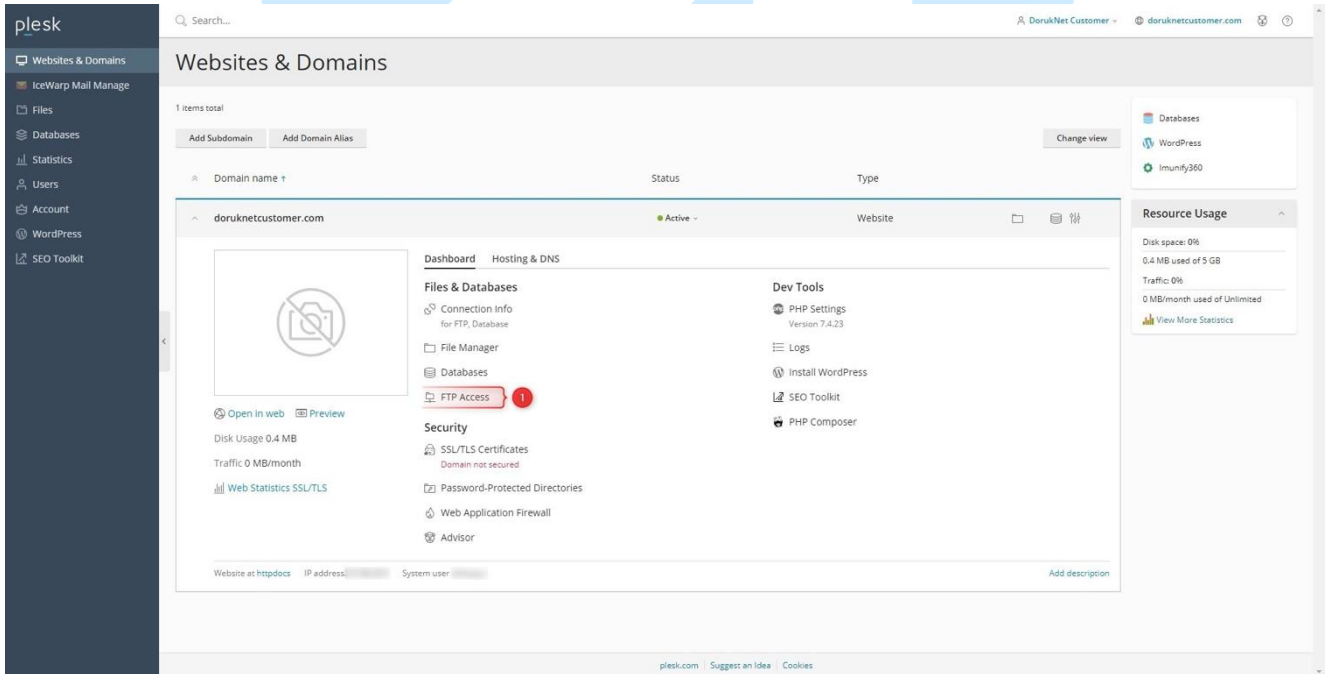 plesk
Search...
DorukNet Customer
doruknetcustomer.com
Websites & Domains
IceWarp Mail Manage
Files
Databases
Statistics
Users
Account
WordPress
SEO Toolkit
Websites & Domains
1 items total
Add Subdomain
Add Domain Alias
Change view
Domain name ↑
Status
Type
doruknetcustomer.com
Active
Website
Dashboard
Hosting & DNS
Files & Databases
Connection Info
for FTP, Database
File Manager
Databases
FTP Access
1
Security
SSL/TLS Certificates
Domain not secured
Password-Protected Directories
Web Application Firewall
Advisor
Dev Tools
PHP Settings
Version 7.4.23
Logs
Install WordPress
SEO Toolkit
PHP Composer
Open in web
Preview
Disk Usage 0.4 MB
Traffic 0 MB/month
Web Statistics SSL/TLS
Website at httpdocs
IP address
System user
Add description
Databases
WordPress
Imunify360
Resource Usage
Disk space: 0%
0.4 MB used of 5 GB
Traffic: 0%
0 MB/month used of Unlimited
View More Statistics
plesk.com
Suggest an Idea
Cookies